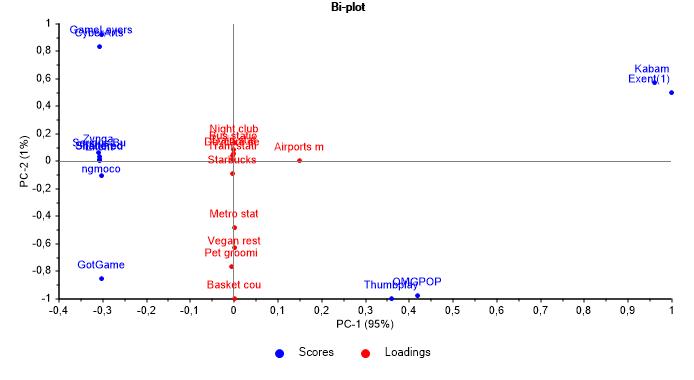 Bi-plot
1
GameLayers
CyberArts
0,8
Kabam
Exent(1)
0,6
0,4
0,2
Night club
Zynga
Airports m
0
Starbucks
ngmoco
-0,2
PC-2 (1%)
Metro stat
-0,4
Vegan rest
-0,6
Pet groomi
GotGame
-0,8
Basket cou
Thumbplay
OMGPOP
-1
-0,4 -0,3 -0,2 -0,1 0 0,1 0,2 0,3 0,4 0,5 0,6 0,7 0,8 0,9 1
PC-1 (95%)
Scores Loadings